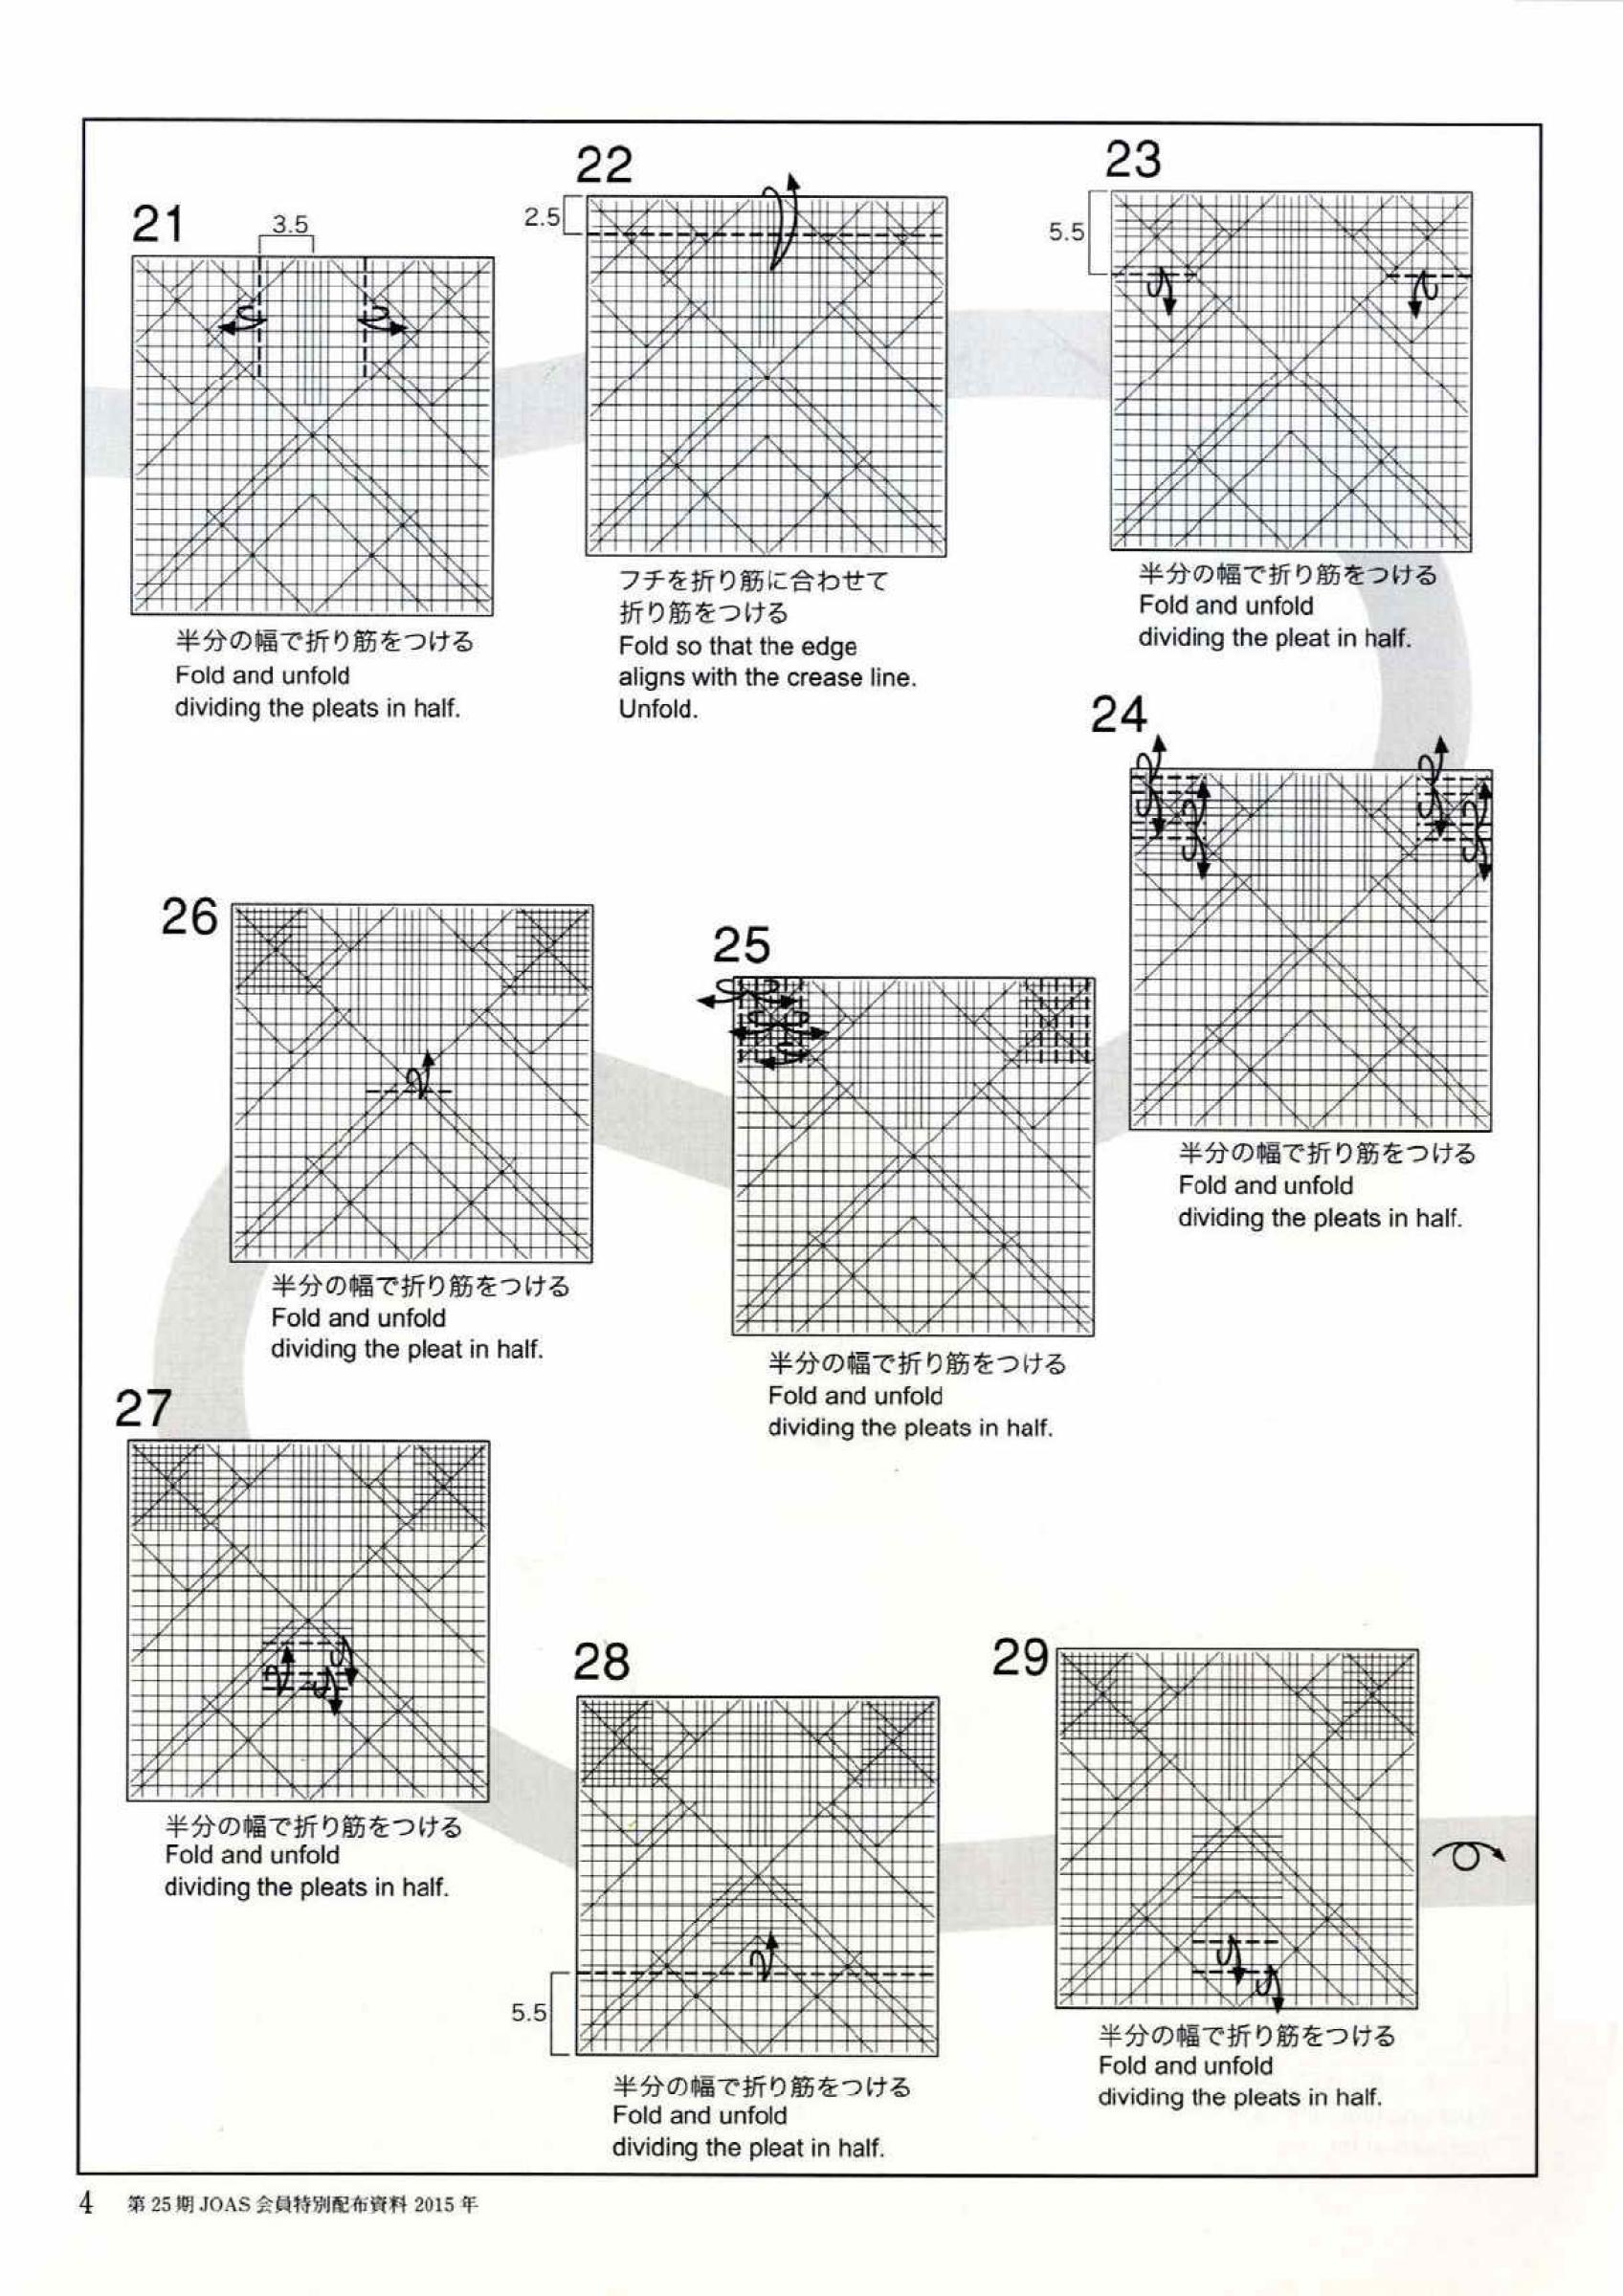 21
3.5
半分の幅で折り筋をつける
Fold and unfold
dividing the pleats in half.
22
2.5
フチを折り筋に合わせて
折り筋をつける
Fold so that the edge
aligns with the crease line.
Unfold.
23
5.5
半分の幅で折り筋をつける
Fold and unfold
dividing the pleat in half.
24
半分の幅で折り筋をつける
Fold and unfold
dividing the pleats in half.
25
半分の幅で折り筋をつける
Fold and unfold
dividing the pleats in half.
26
半分の幅で折り筋をつける
Fold and unfold
dividing the pleat in half.
27
半分の幅で折り筋をつける
Fold and unfold
dividing the pleats in half.
28
5.5
半分の幅で折り筋をつける
Fold and unfold
dividing the pleat in half.
29
半分の幅で折り筋をつける
Fold and unfold
dividing the pleats in half.
4 第25期 JOAS 会員特別配布資料 2015 年